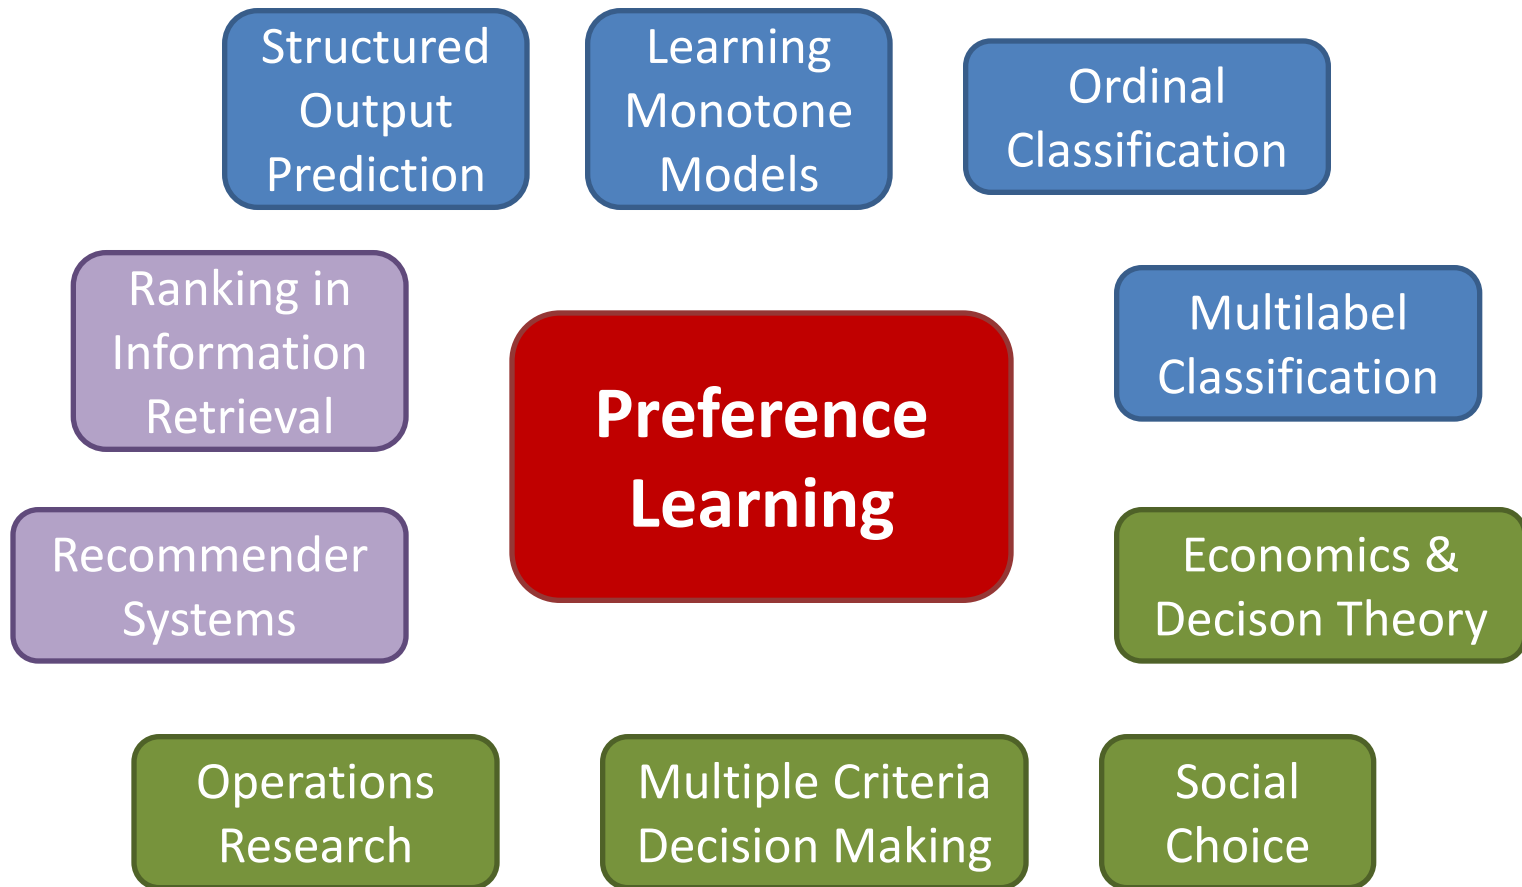 Structured
Output
Prediction
Learning
Monotone
Models
Ordinal
Classification
Ranking in
Information
Retrieval
Multilabel
Classification
Preference
Learning
Recommender
Systems
Economics &
Decison Theory
Operations
Research
Multiple Criteria
Decision Making
Social
Choice